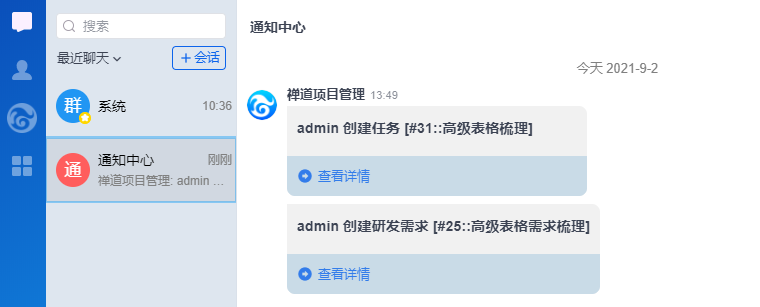 搜索
最近聊天
+会话
群
系统
10:36
通
通知中心
刚刚
禅道项目管理: admin ...
通知中心
今天 2021-9-2
禅道项目管理 13:49
admin 创建任务 [#31::高级表格梳理]
查看详情
admin 创建研发需求 [#25::高级表格需求梳理]
查看详情